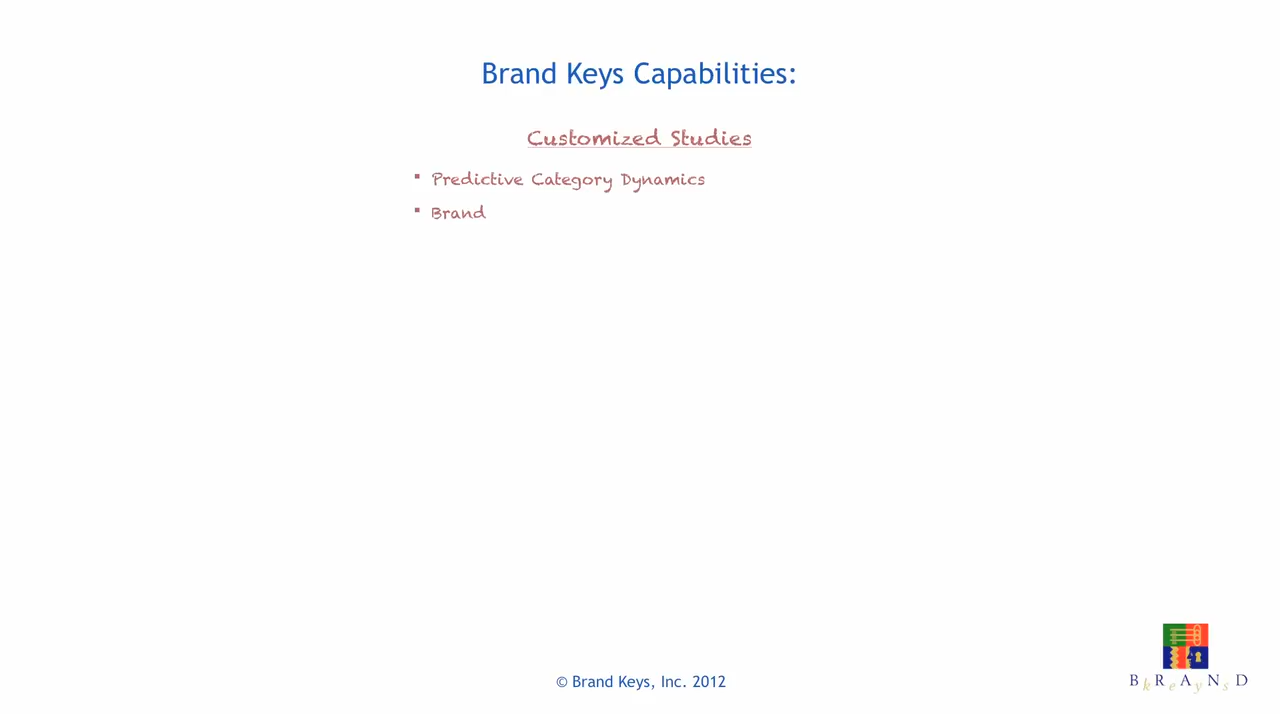 Brand Keys Capabilities:
Customized Studies
▪ Predictive Category Dynamics
▪ Brand
© Brand Keys, Inc. 2012
BkReAyNsD